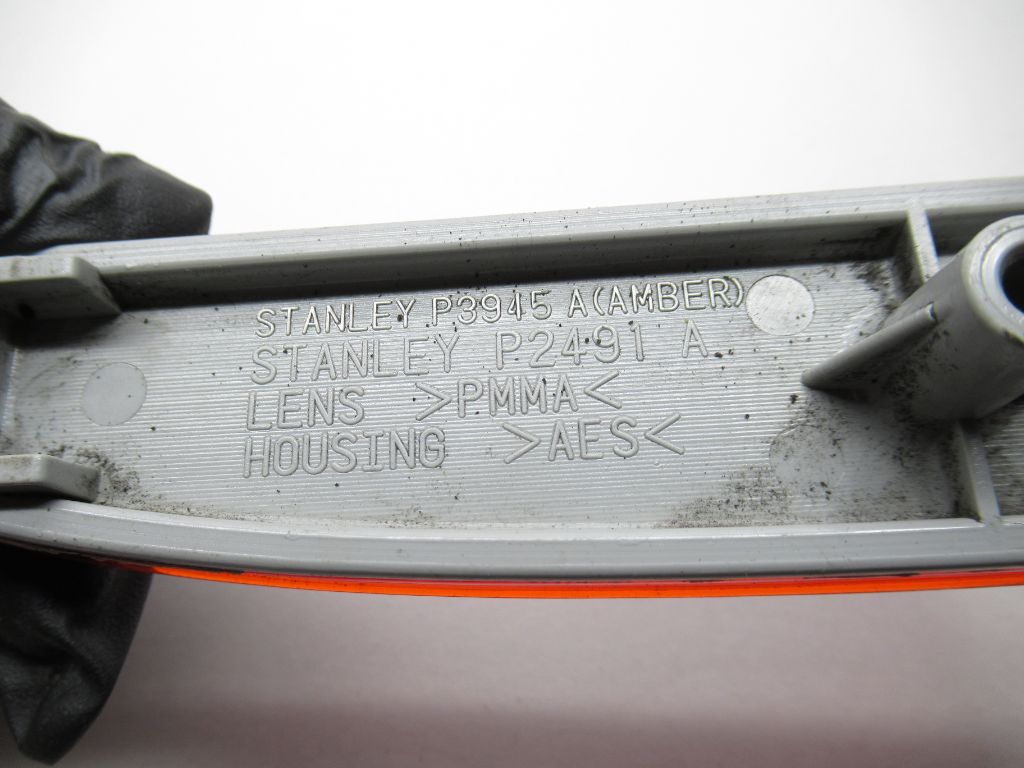 STANLEY P3945 A(AMBER)
STANLEY P2491 A
LENS >PMMA<
HOUSING >AES<